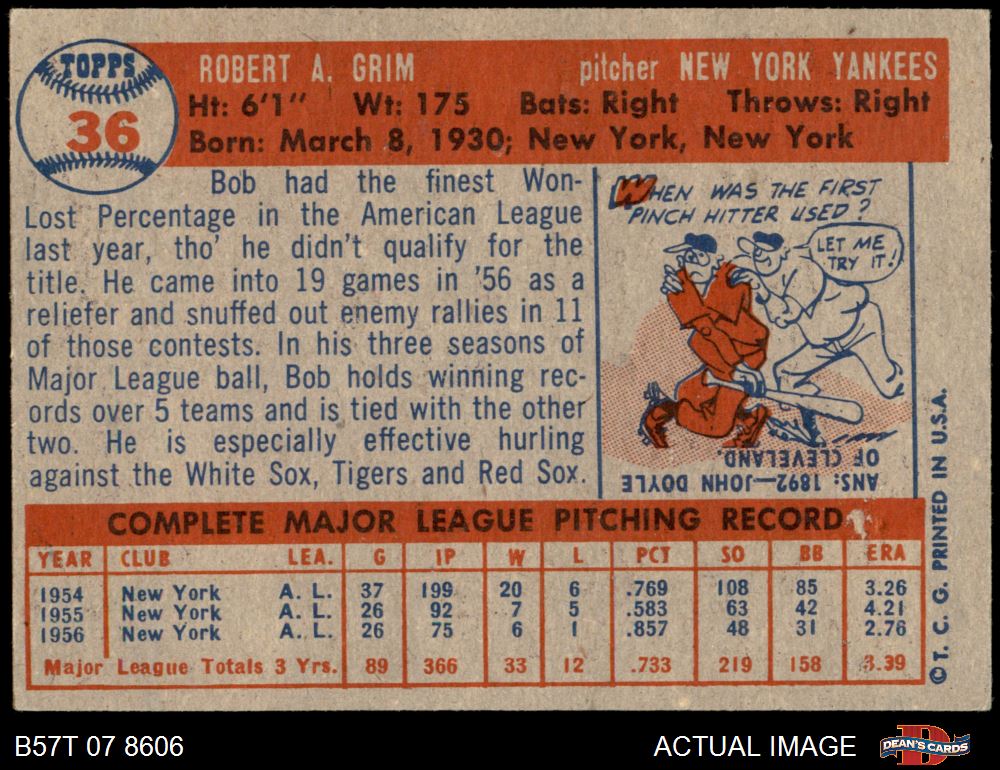 TOPPS
36
ROBERT A. GRIM pitcher NEW YORK YANKEES
Ht: 6'1" Wt: 175 Bats: Right Throws: Right
Born: March 8, 1930; New York, New York
Bob had the finest Won-
Lost Percentage in the American League
last year, tho' he didn't qualify for the
title. He came into 19 games in '56 as a
reliefer and snuffed out enemy rallies in 11
of those contests. In his three seasons of
Major League ball, Bob holds winning rec-
ords over 5 teams and is tied with the other
two. He is especially effective hurling
against the White Sox, Tigers and Red Sox.
WHEN WAS THE FIRST
PINCH HITTER USED?
LET ME
TRY IT!
ANS: 1892—JOHN DOYLE
OF CLEVELAND.
COMPLETE MAJOR LEAGUE PITCHING RECORD
YEAR CLUB LEA. G IP W L PCT SO BB ERA
1954 New York A. L. 37 199 20 6 .769 108 85 3.26
1955 New York A. L. 26 92 7 5 .583 63 42 4.21
1956 New York A. L. 26 75 6 1 .857 48 31 2.76
Major League Totals 3 Yrs. 89 366 33 12 .733 219 158 3.39
© T. C. G. PRINTED IN U.S.A.
B57T 07 8606
ACTUAL IMAGE
D
DEAN'S CARDS